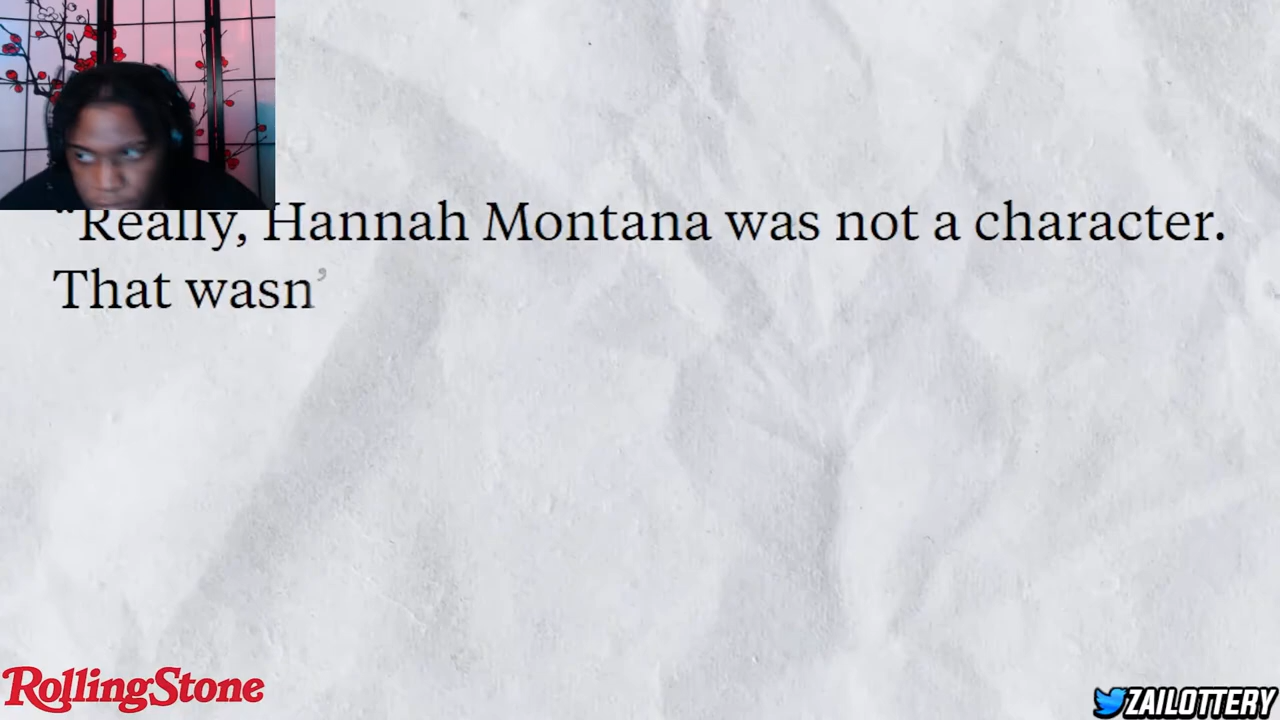 “Really, Hannah Montana was not a character.
That wasn’
RollingStone
ZAILOTTERY